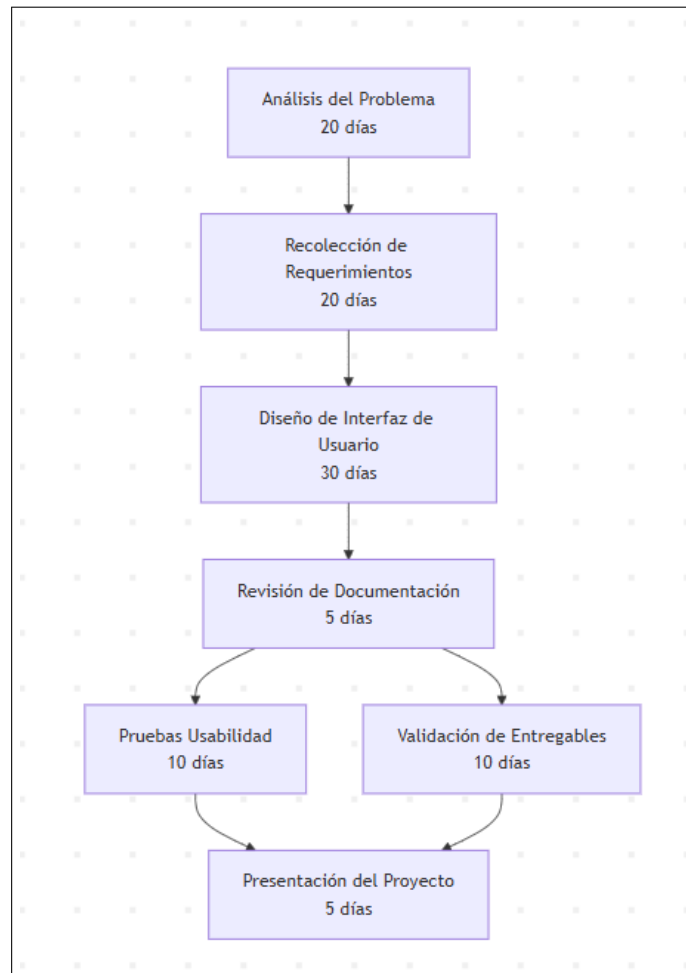 Análisis del Problema
20 días
Recolección de
Requerimientos
20 días
Diseño de Interfaz de
Usuario
30 días
Revisión de Documentación
5 días
Pruebas Usabilidad
10 días
Validación de Entregables
10 días
Presentación del Proyecto
5 días